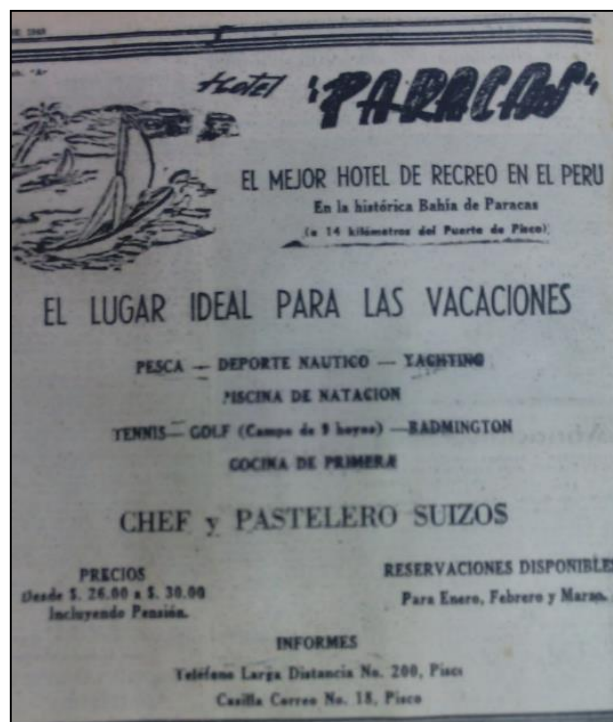 DE 1949
Hotel "PARACAS"
EL MEJOR HOTEL DE RECREO EN EL PERU
En la histórica Bahía de Paracas
(a 14 kilómetros del Puerto de Pisco)
EL LUGAR IDEAL PARA LAS VACACIONES
PESCA — DEPORTE NAUTICO — YACHTING
PISCINA DE NATACION
TENNIS — GOLF (Campo de 9 hoyos) — BADMINGTON
COCINA DE PRIMERA
CHEF y PASTELERO SUIZOS
PRECIOS
Desde $. 26.00 a $. 30.00
Incluyendo Pensión.
RESERVACIONES DISPONIBLES
Para Enero, Febrero y Marzo.
INFORMES
Teléfono Larga Distancia No. 200, Pisco
Casilla Correo No. 18, Pisco